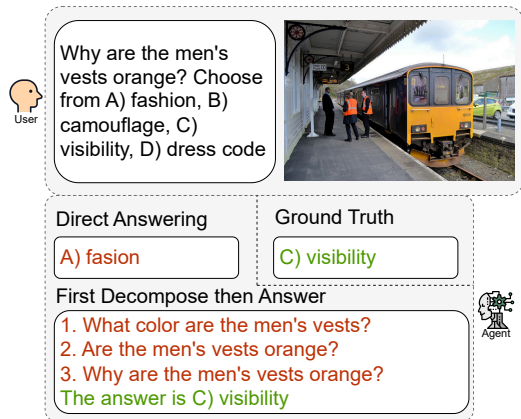 Why are the men's
vests orange? Choose
from A) fashion, B)
camouflage, C)
visibility, D) dress code
User
Direct Answering
Ground Truth
A) fasion
C) visibility
First Decompose then Answer
1. What color are the men's vests?
2. Are the men's vests orange?
3. Why are the men's vests orange?
The answer is C) visibility
Agent